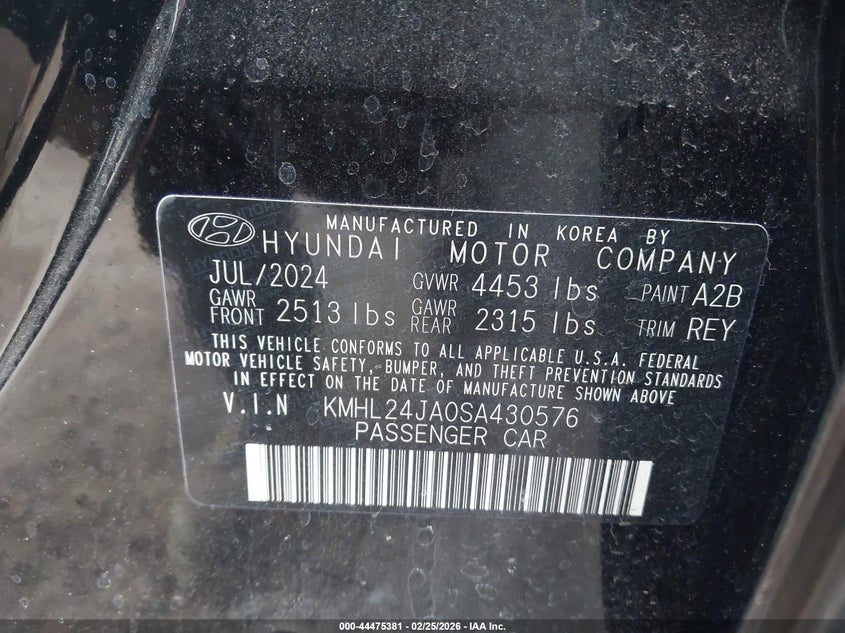 MANUFACTURED IN KOREA BY
HYUNDAI MOTOR COMPANY
JUL/2024 GVWR 4453 lbs PAINT A2B
GAWR FRONT 2513 lbs GAWR REAR 2315 lbs TRIM REY
THIS VEHICLE CONFORMS TO ALL APPLICABLE U.S.A. FEDERAL
MOTOR VEHICLE SAFETY, BUMPER, AND THEFT PREVENTION STANDARDS
IN EFFECT ON THE DATE OF MANUFACTURE SHOWN ABOVE
V.I.N KMHL24JA0SA430576
PASSENGER CAR
000-44475381 - 02/25/2026 - IAA Inc.